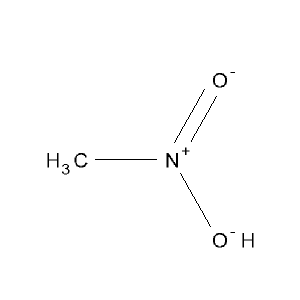 O-
H3C N+
O- H